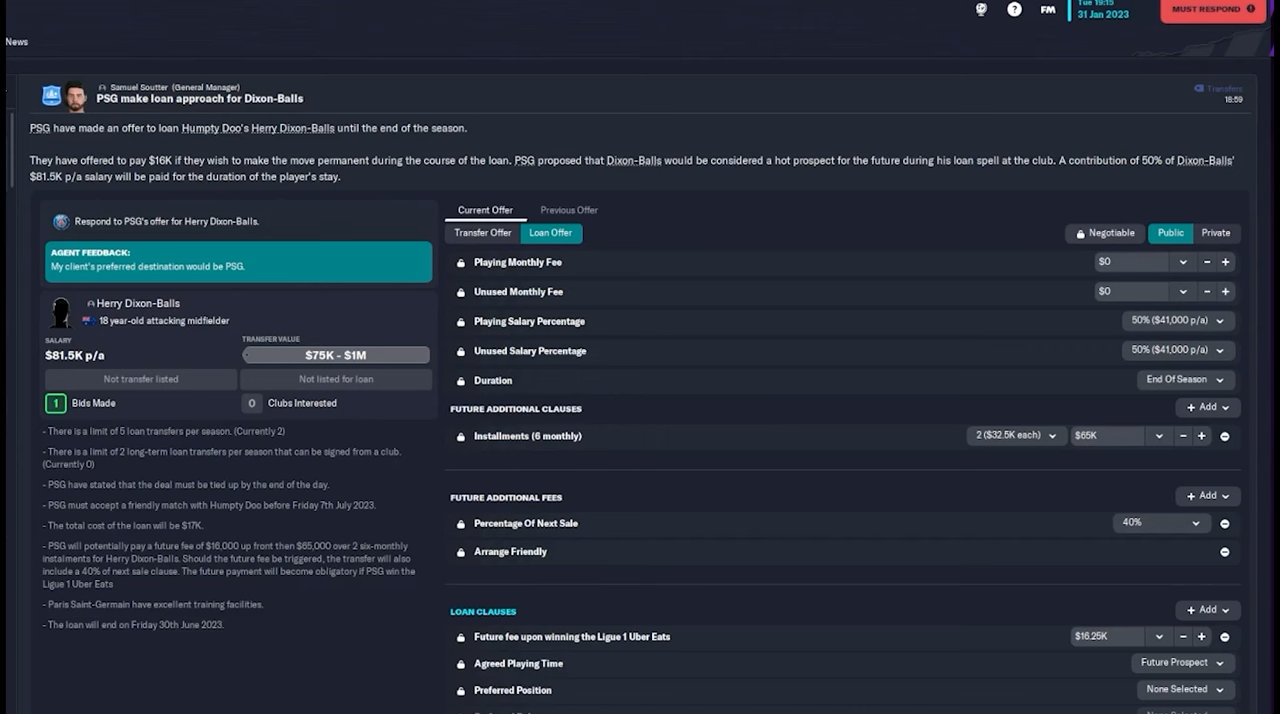 FM
Tue 19:15
31 Jan 2023
MUST RESPOND
News
Samuel Soutter (General Manager)
PSG make loan approach for Dixon-Balls
Transfers
18:59
PSG have made an offer to loan Humpty Doo's Herry Dixon-Balls until the end of the season.
They have offered to pay $16K if they wish to make the move permanent during the course of the loan. PSG proposed that Dixon-Balls would be considered a hot prospect for the future during his loan spell at the club. A contribution of 50% of Dixon-Balls'
$81.5K p/a salary will be paid for the duration of the player's stay.
Respond to PSG's offer for Herry Dixon-Balls.
AGENT FEEDBACK:
My client's preferred destination would be PSG.
Herry Dixon-Balls
18 year-old attacking midfielder
SALARY
TRANSFER VALUE
$81.5K p/a
$75K - $1M
Not transfer listed
Not listed for loan
1 Bids Made
0 Clubs Interested
- There is a limit of 5 loan transfers per season. (Currently 2)
- There is a limit of 2 long-term loan transfers per season that can be signed from a club.
(Currently 0)
- PSG have stated that the deal must be tied up by the end of the day.
- PSG must accept a friendly match with Humpty Doo before Friday 7th July 2023.
- The total cost of the loan will be $17K.
- PSG will potentially pay a future fee of $16,000 up front then $65,000 over 2 six-monthly
instalments for Herry Dixon-Balls. Should the future fee be triggered, the transfer will also
include a 40% of next sale clause. The future payment will become obligatory if PSG win the
Ligue 1 Uber Eats
- Paris Saint-Germain have excellent training facilities.
- The loan will end on Friday 30th June 2023.
Current Offer
Previous Offer
Transfer Offer
Loan Offer
Negotiable
Public
Private
Playing Monthly Fee
$0
Unused Monthly Fee
$0
Playing Salary Percentage
50% ($41,000 p/a)
Unused Salary Percentage
50% ($41,000 p/a)
Duration
End Of Season
FUTURE ADDITIONAL CLAUSES
+ Add
Installments (6 monthly)
2 ($32.5K each)
$65K
FUTURE ADDITIONAL FEES
+ Add
Percentage Of Next Sale
40%
Arrange Friendly
LOAN CLAUSES
+ Add
Future fee upon winning the Ligue 1 Uber Eats
$16.25K
Agreed Playing Time
Future Prospect
Preferred Position
None Selected